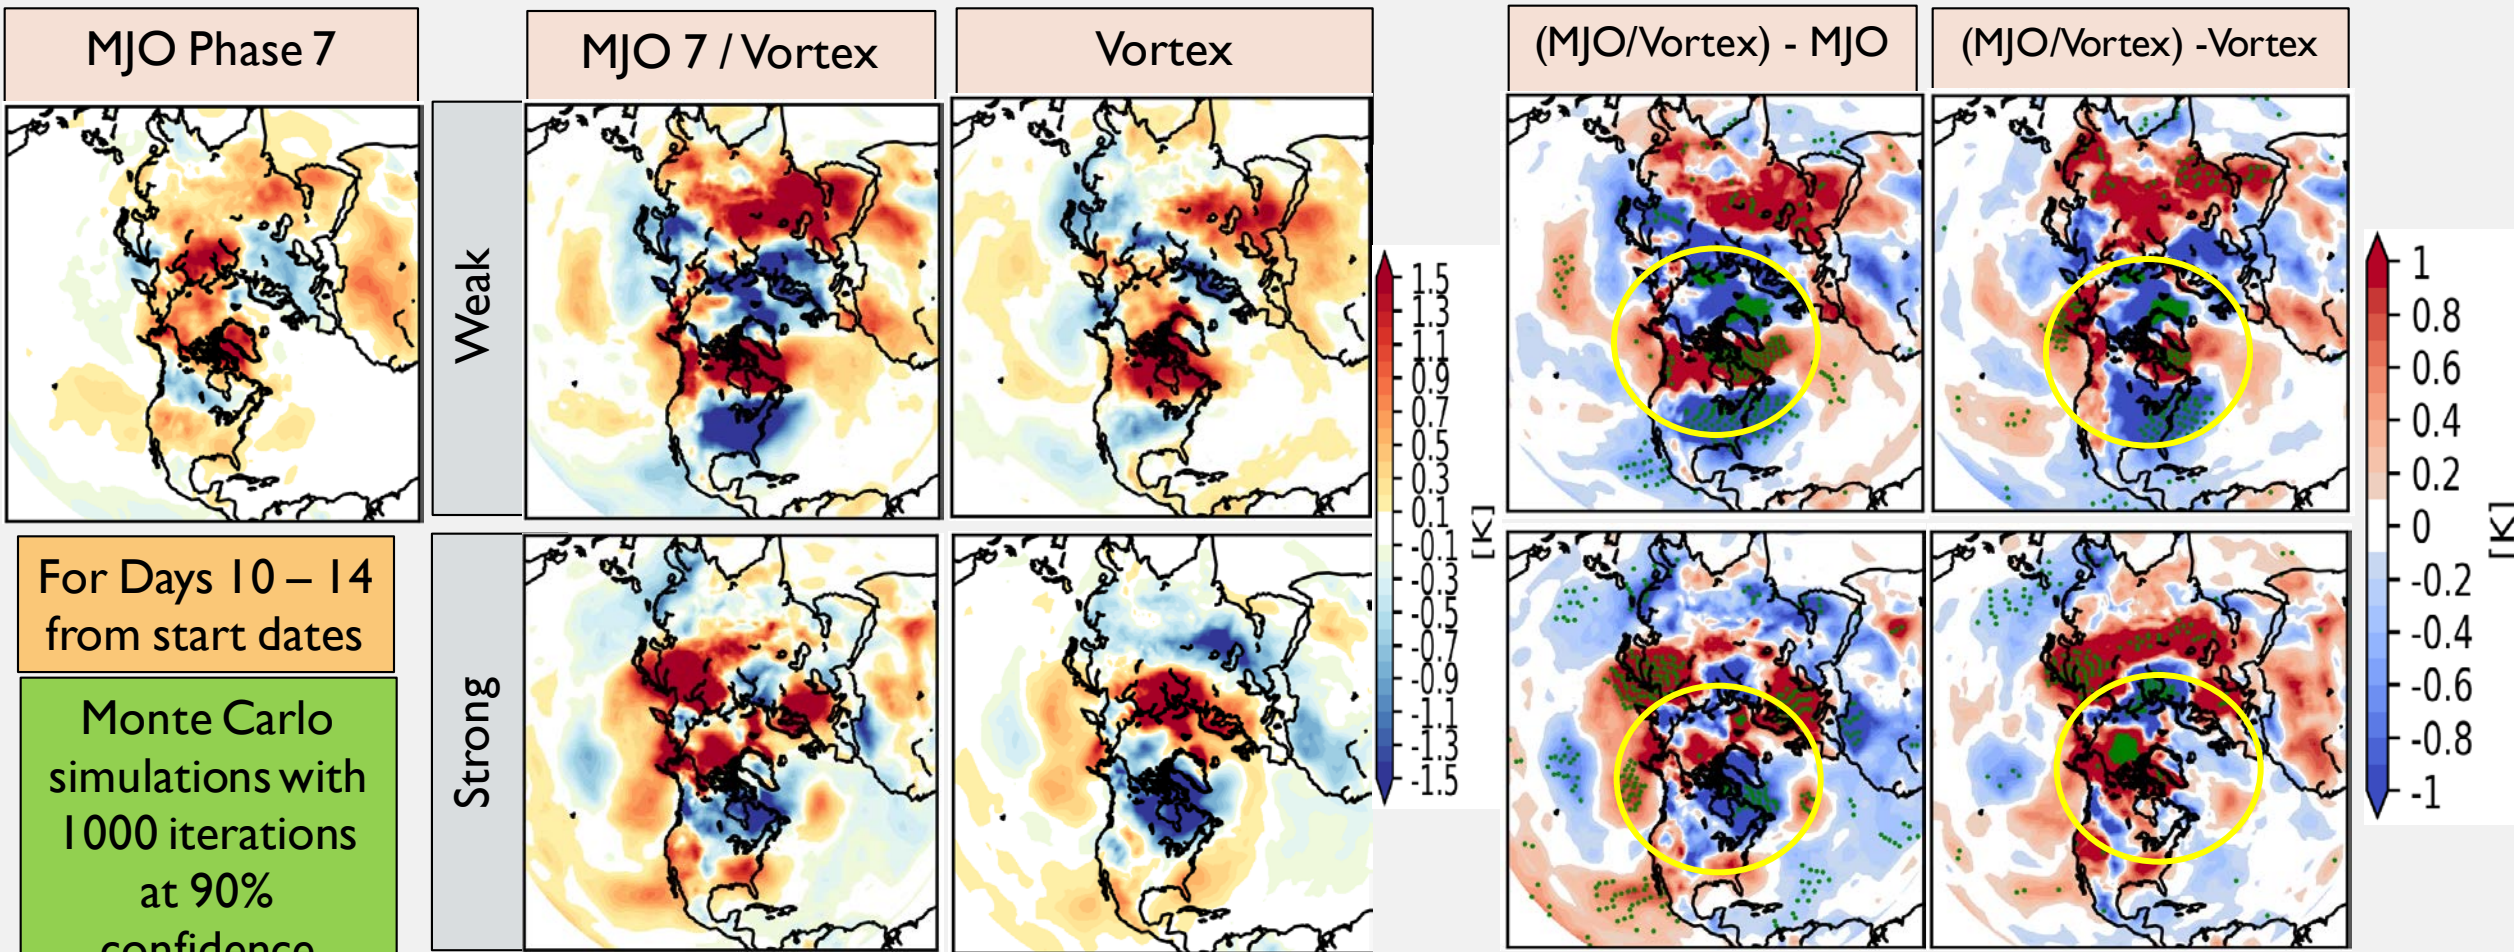 MJO Phase 7
MJO 7 / Vortex
Vortex
(MJO/Vortex) - MJO
(MJO/Vortex) -Vortex
Weak
Strong
1.5
1.3
1.1
0.9
0.7
0.5
0.3
0.1
-0.1
-0.3
-0.5
-0.7
-0.9
-1.1
-1.3
-1.5
[K]
1
0.8
0.6
0.4
0.2
0
-0.2
-0.4
-0.6
-0.8
-1
[K]
For Days 10 – 14
from start dates
Monte Carlo
simulations with
1000 iterations
at 90%
confidence